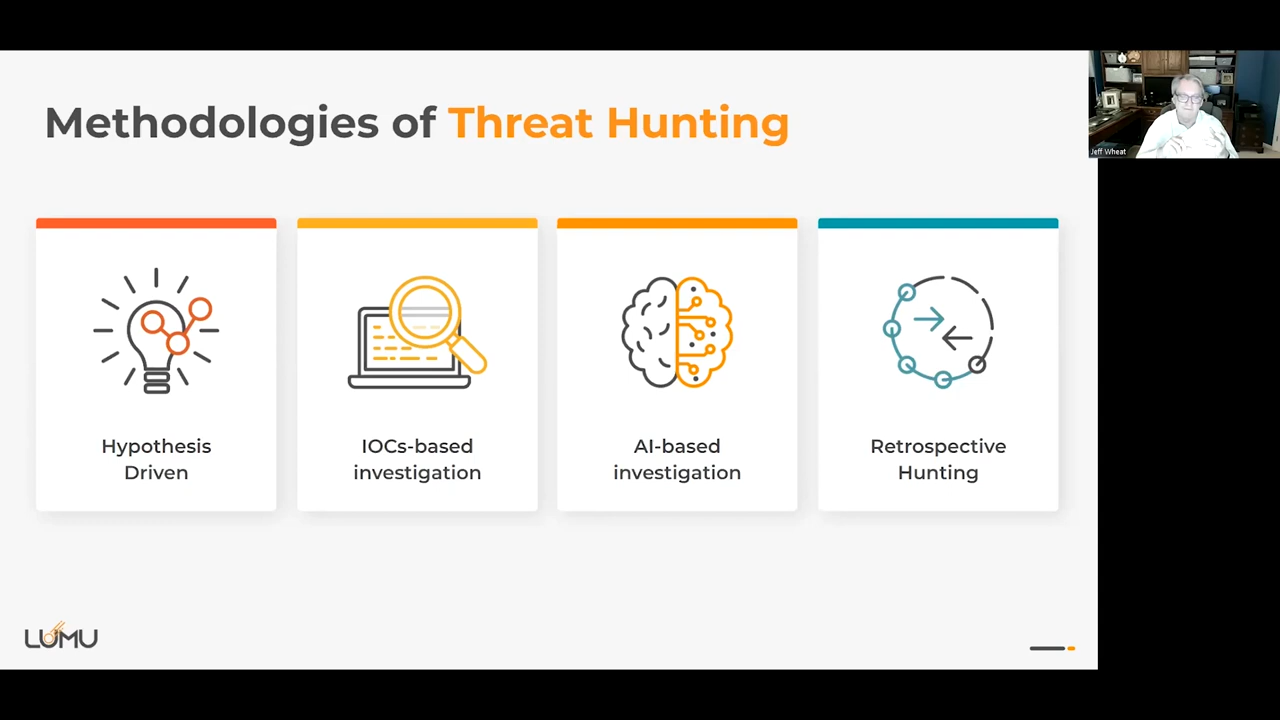 Methodologies of Threat Hunting
Jeff Wheat
Hypothesis
Driven
IOCs-based
investigation
AI-based
investigation
Retrospective
Hunting
LUMU